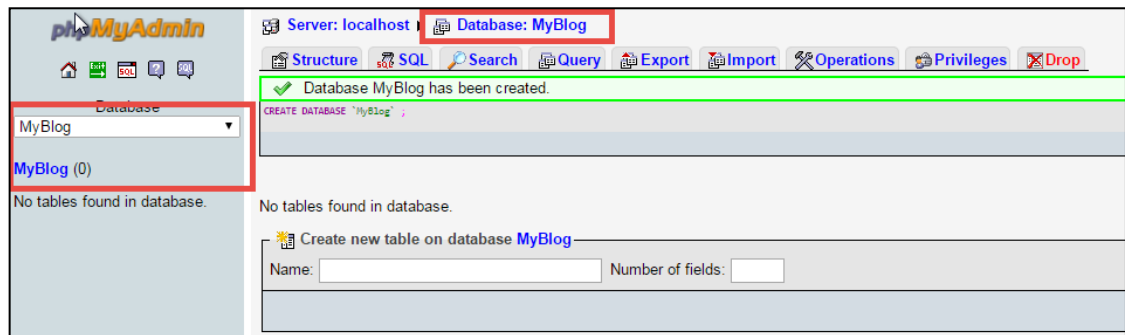 phpMyAdmin
Database
MyBlog
MyBlog (0)
No tables found in database.
Server: localhost Database: MyBlog
Structure SQL Search Query Export Import Operations Privileges Drop
Database MyBlog has been created.
CREATE DATABASE `MyBlog` ;
No tables found in database.
Create new table on database MyBlog
Name: Number of fields: